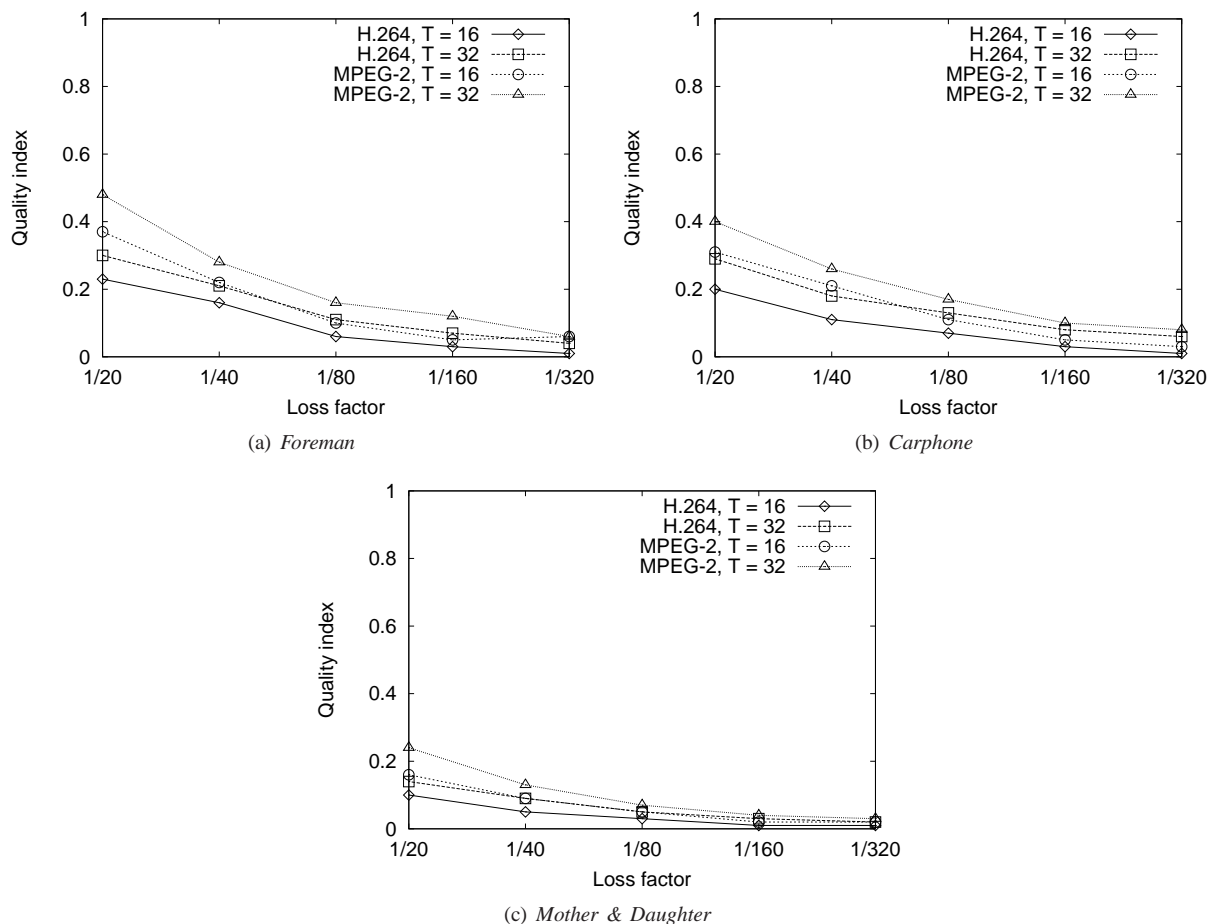 1
0.8
0.6
0.4
0.2
0
1/20 1/40 1/80 1/160 1/320
Quality index
Loss factor
H.264, T = 16
H.264, T = 32
MPEG-2, T = 16
MPEG-2, T = 32
(a) Foreman
1
0.8
0.6
0.4
0.2
0
1/20 1/40 1/80 1/160 1/320
Quality index
Loss factor
H.264, T = 16
H.264, T = 32
MPEG-2, T = 16
MPEG-2, T = 32
(b) Carphone
1
0.8
0.6
0.4
0.2
0
1/20 1/40 1/80 1/160 1/320
Quality index
Loss factor
H.264, T = 16
H.264, T = 32
MPEG-2, T = 16
MPEG-2, T = 32
(c) Mother & Daughter